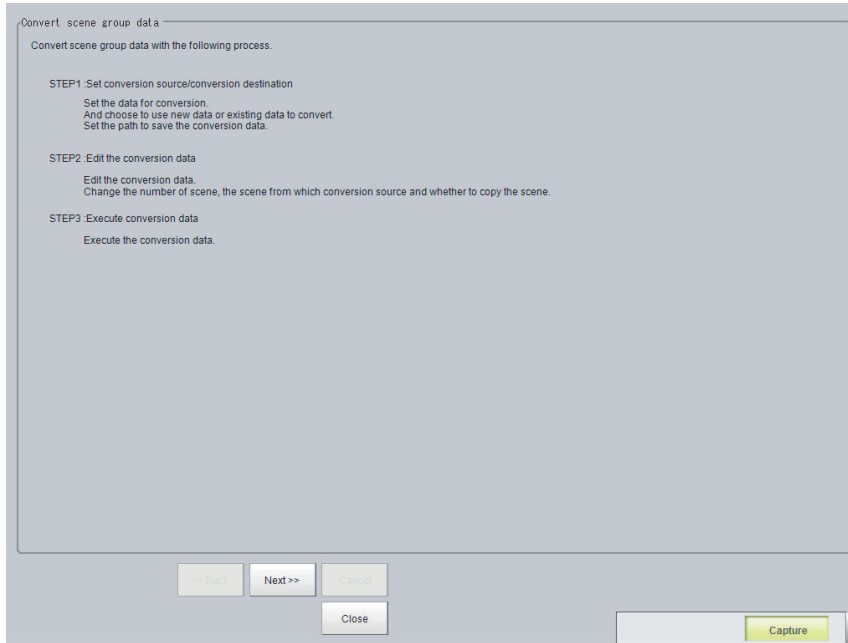 Convert scene group data
Convert scene group data with the following process.
STEP1 :Set conversion source/conversion destination
Set the data for conversion.
And choose to use new data or existing data to convert.
Set the path to save the conversion data.
STEP2 :Edit the conversion data
Edit the conversion data.
Change the number of scene, the scene from which conversion source and whether to copy the scene.
STEP3 :Execute conversion data
Execute the conversion data.
<< Back Next >> Cancel
Close
Capture